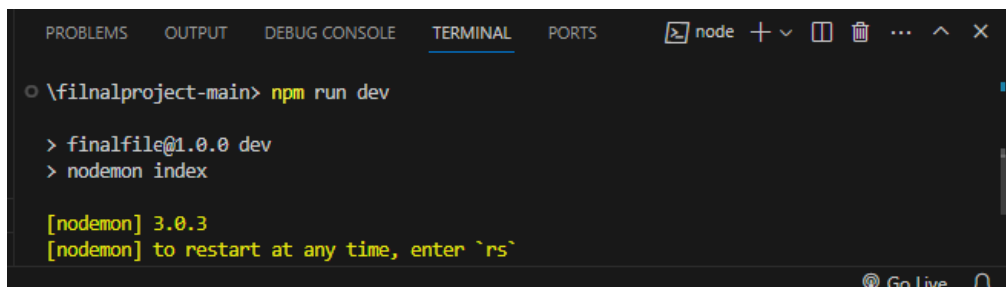 PROBLEMS OUTPUT DEBUG CONSOLE TERMINAL PORTS node
\filnalproject-main> npm run dev
> finalfile@1.0.0 dev
> nodemon index
[nodemon] 3.0.3
[nodemon] to restart at any time, enter `rs`
Go Live